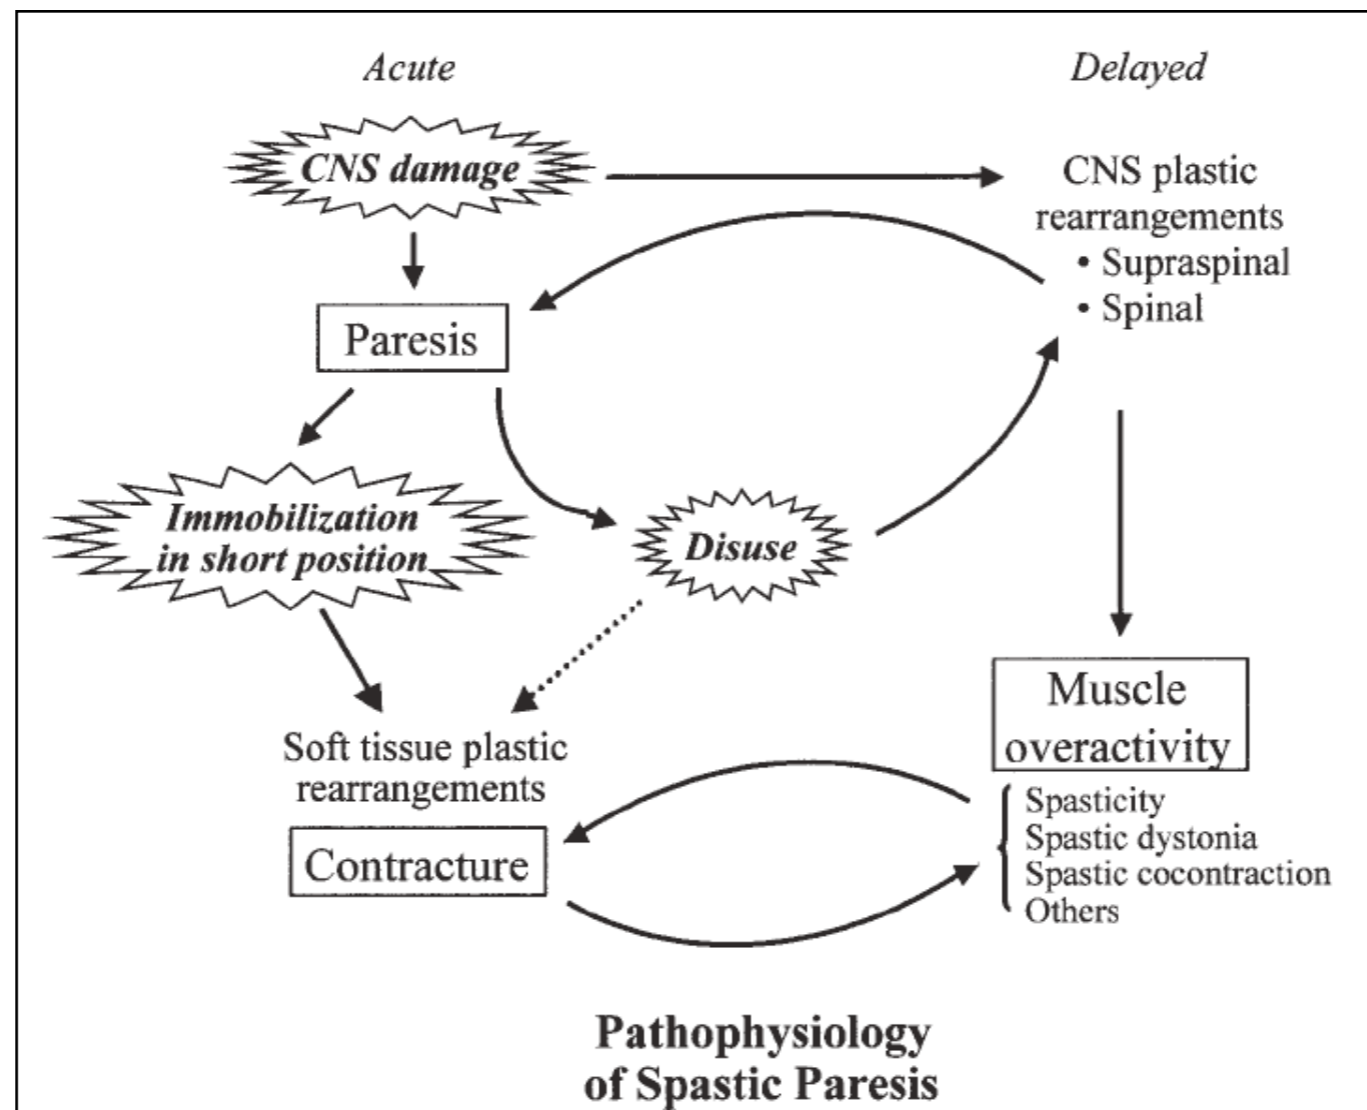 Acute
Delayed
CNS damage
CNS plastic
rearrangements
• Supraspinal
• Spinal
Paresis
Immobilization
in short position
Disuse
Soft tissue plastic
rearrangements
Contracture
Muscle
overactivity
Spasticity
Spastic dystonia
Spastic cocontraction
Others
Pathophysiology
of Spastic Paresis